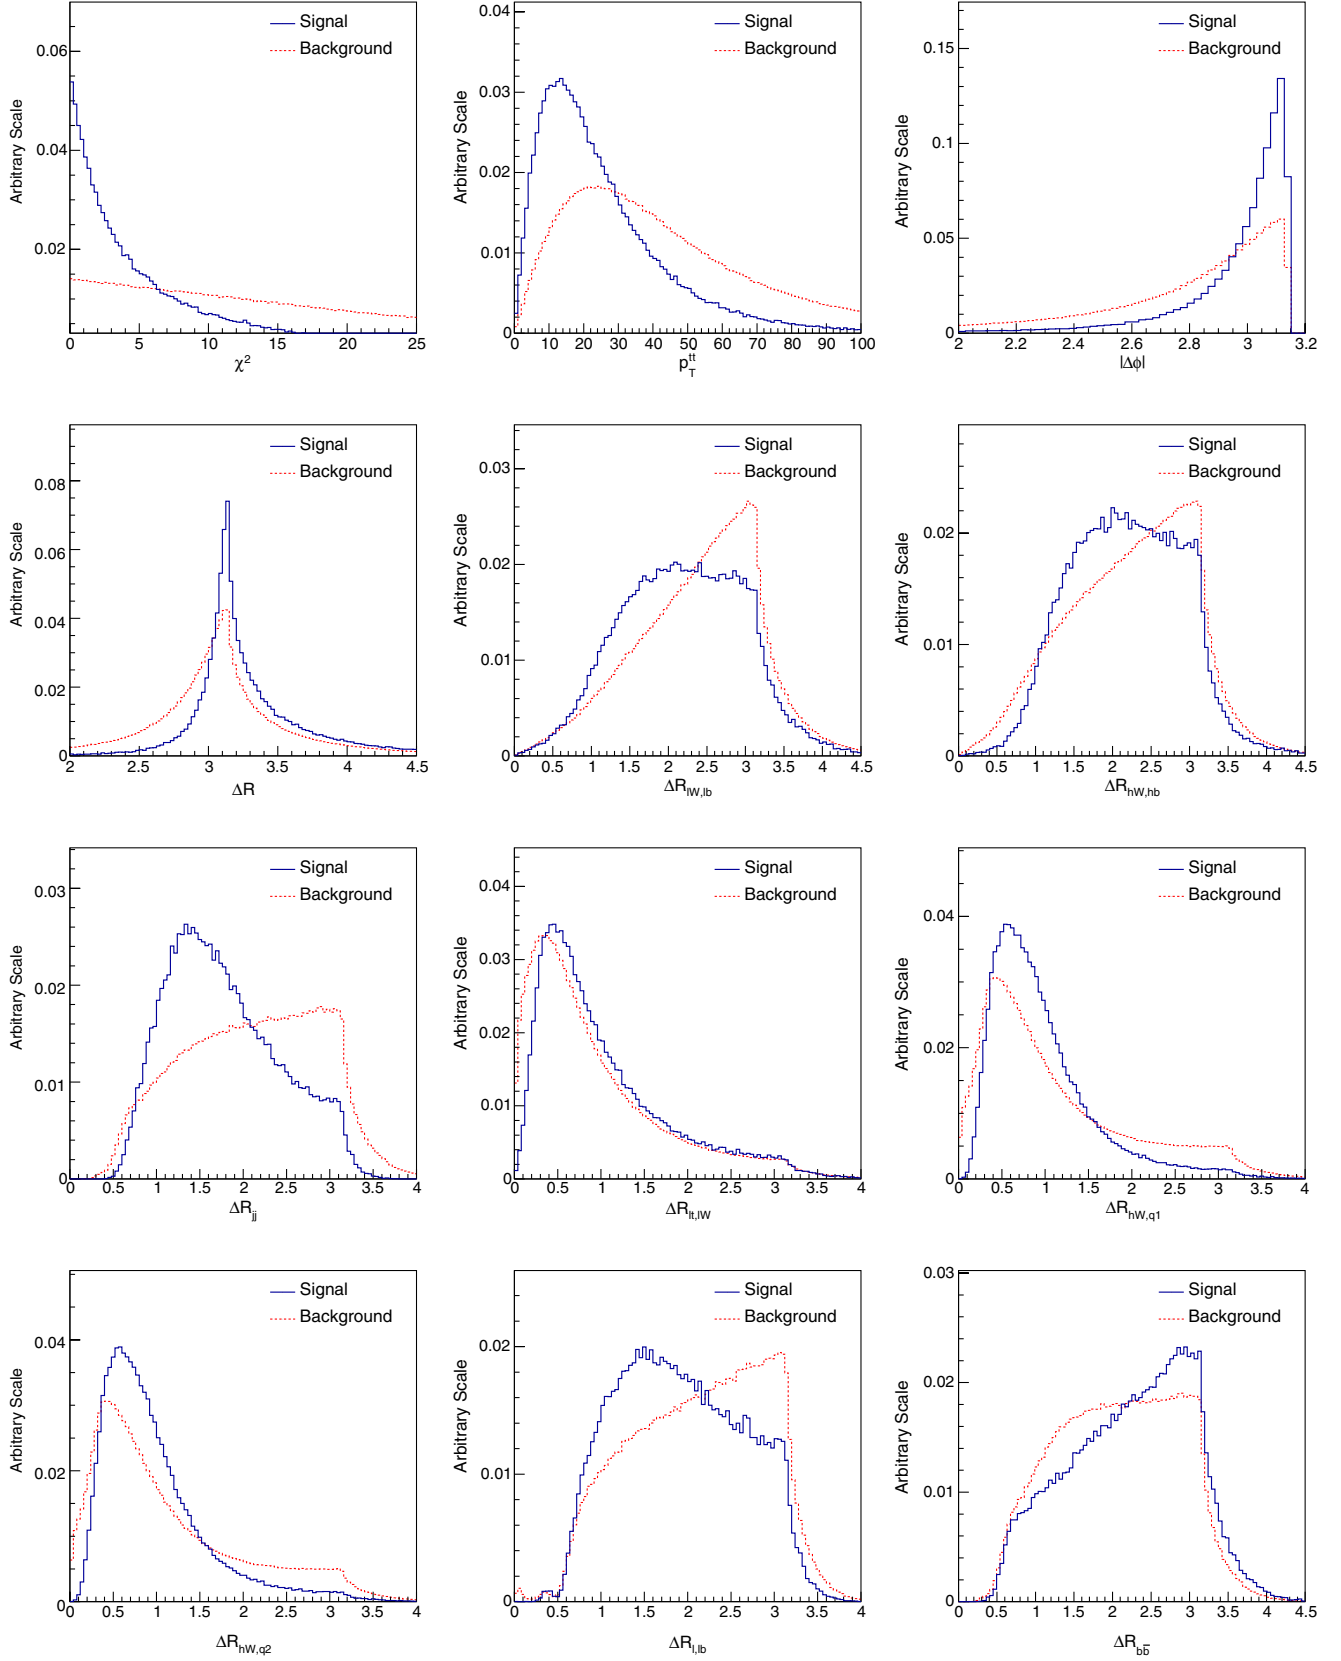 Signal
Background
Arbitrary Scale
0.06
0.04
0.02
0 5 10 15 20 25
χ²
Signal
Background
Arbitrary Scale
0.04
0.03
0.02
0.01
0
0 10 20 30 40 50 60 70 80 90 100
p_T^tt
Signal
Background
Arbitrary Scale
0.15
0.1
0.05
0
2 2.2 2.4 2.6 2.8 3 3.2
|Δϕ|
Signal
Background
Arbitrary Scale
0.08
0.06
0.04
0.02
0
2 2.5 3 3.5 4 4.5
ΔR
Signal
Background
Arbitrary Scale
0.03
0.02
0.01
0
0 0.5 1 1.5 2 2.5 3 3.5 4 4.5
ΔR_lW,lb
Signal
Background
Arbitrary Scale
0.02
0.01
0
0 0.5 1 1.5 2 2.5 3 3.5 4 4.5
ΔR_hW,hb
Signal
Background
Arbitrary Scale
0.03
0.02
0.01
0
0 0.5 1 1.5 2 2.5 3 3.5 4
ΔR_jj
Signal
Background
Arbitrary Scale
0.04
0.03
0.02
0.01
0
0 0.5 1 1.5 2 2.5 3 3.5 4
ΔR_lt,lW
Signal
Background
Arbitrary Scale
0.04
0.02
0
0 0.5 1 1.5 2 2.5 3 3.5 4
ΔR_hW,q1
Signal
Background
Arbitrary Scale
0.04
0.02
0
0 0.5 1 1.5 2 2.5 3 3.5 4
ΔR_hW,q2
Signal
Background
Arbitrary Scale
0.02
0.01
0
0 0.5 1 1.5 2 2.5 3 3.5 4
ΔR_l,lb
Signal
Background
Arbitrary Scale
0.03
0.02
0.01
0
0 0.5 1 1.5 2 2.5 3 3.5 4 4.5
ΔR_bb̄